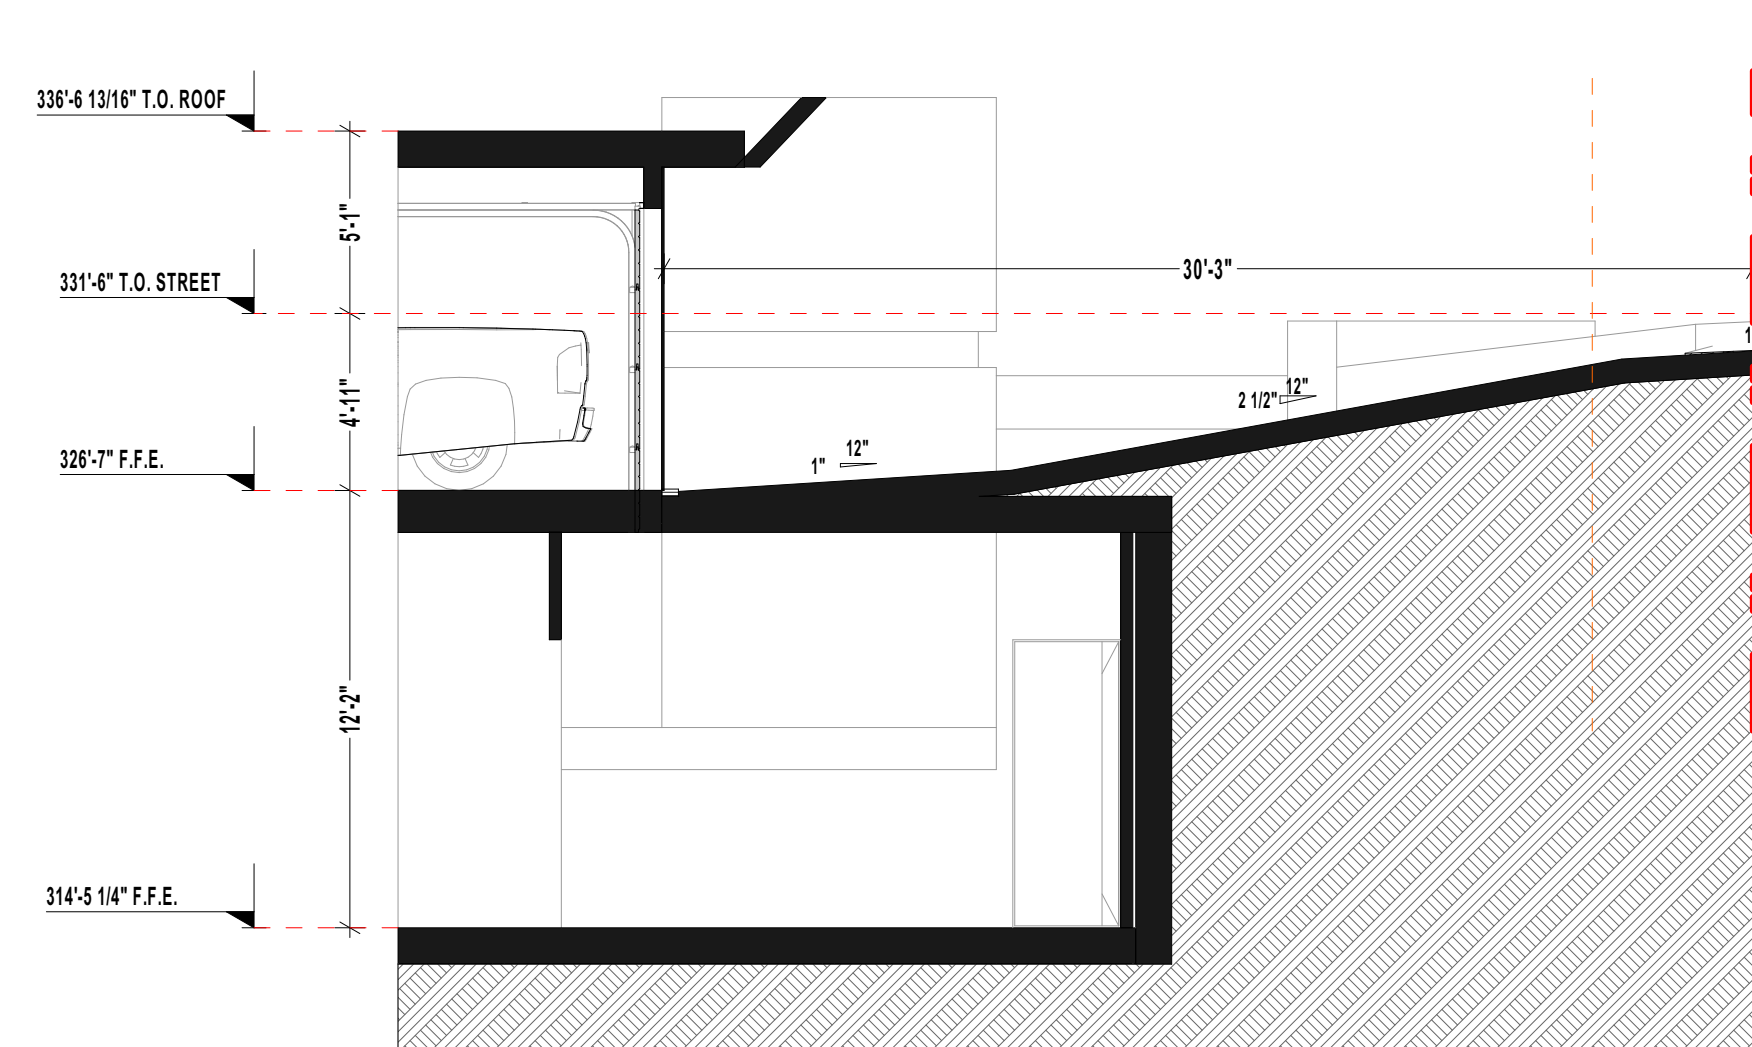 336'-6 13/16" T.O. ROOF
5'-1"
331'-6" T.O. STREET
30'-3"
4'-11"
12"
2 1/2"
326'-7" F.F.E.
12"
1"
12'-2"
314'-5 1/4" F.F.E.